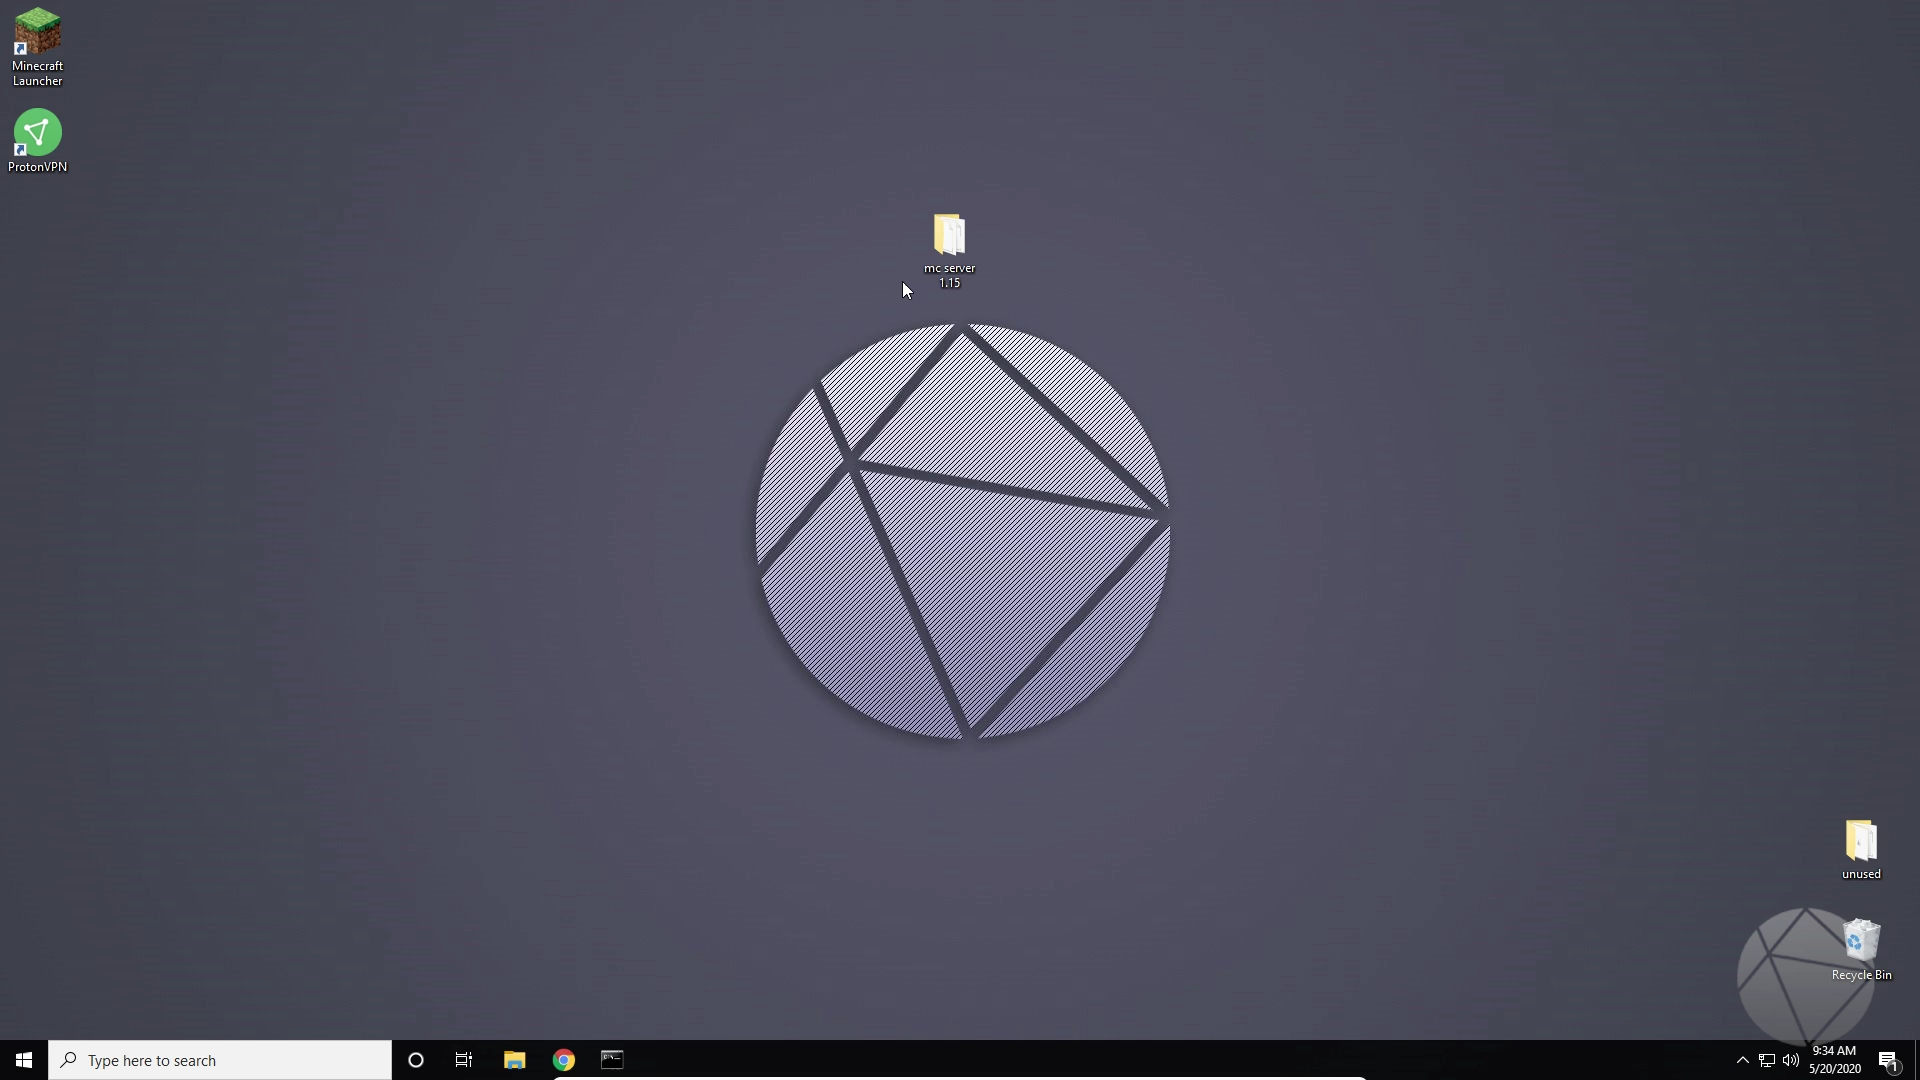 Minecraft
Launcher
ProtonVPN
mc server
1.15
unused
Recycle Bin
Type here to search
9:34 AM
5/20/2020
1